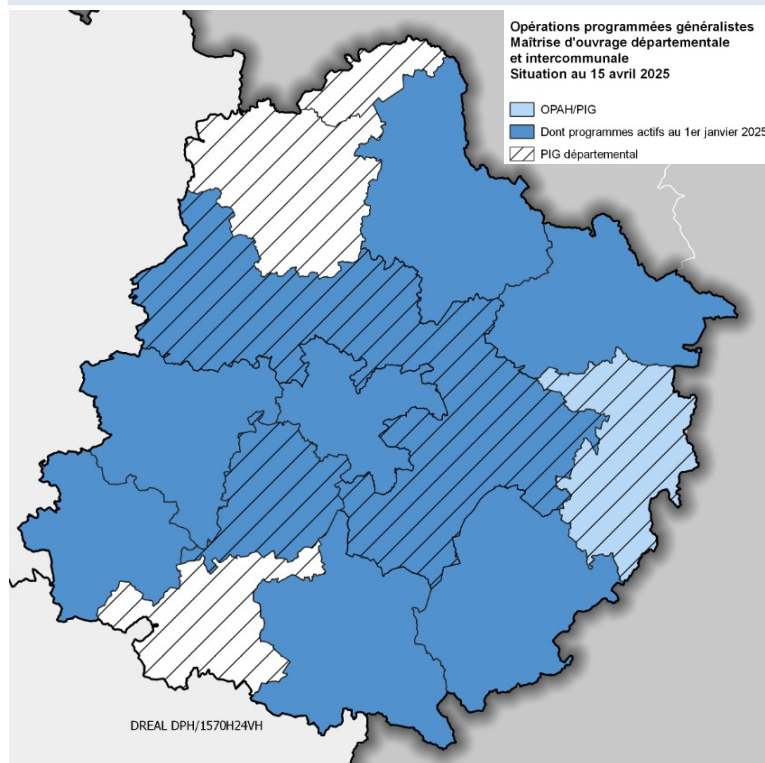 Opérations programmées généralistes
Maîtrise d'ouvrage départementale
et intercommunale
Situation au 15 avril 2025
OPAH/PIG
Dont programmes actifs au 1er janvier 2025
PIG départemental
DREAL DPH/1570H24VH